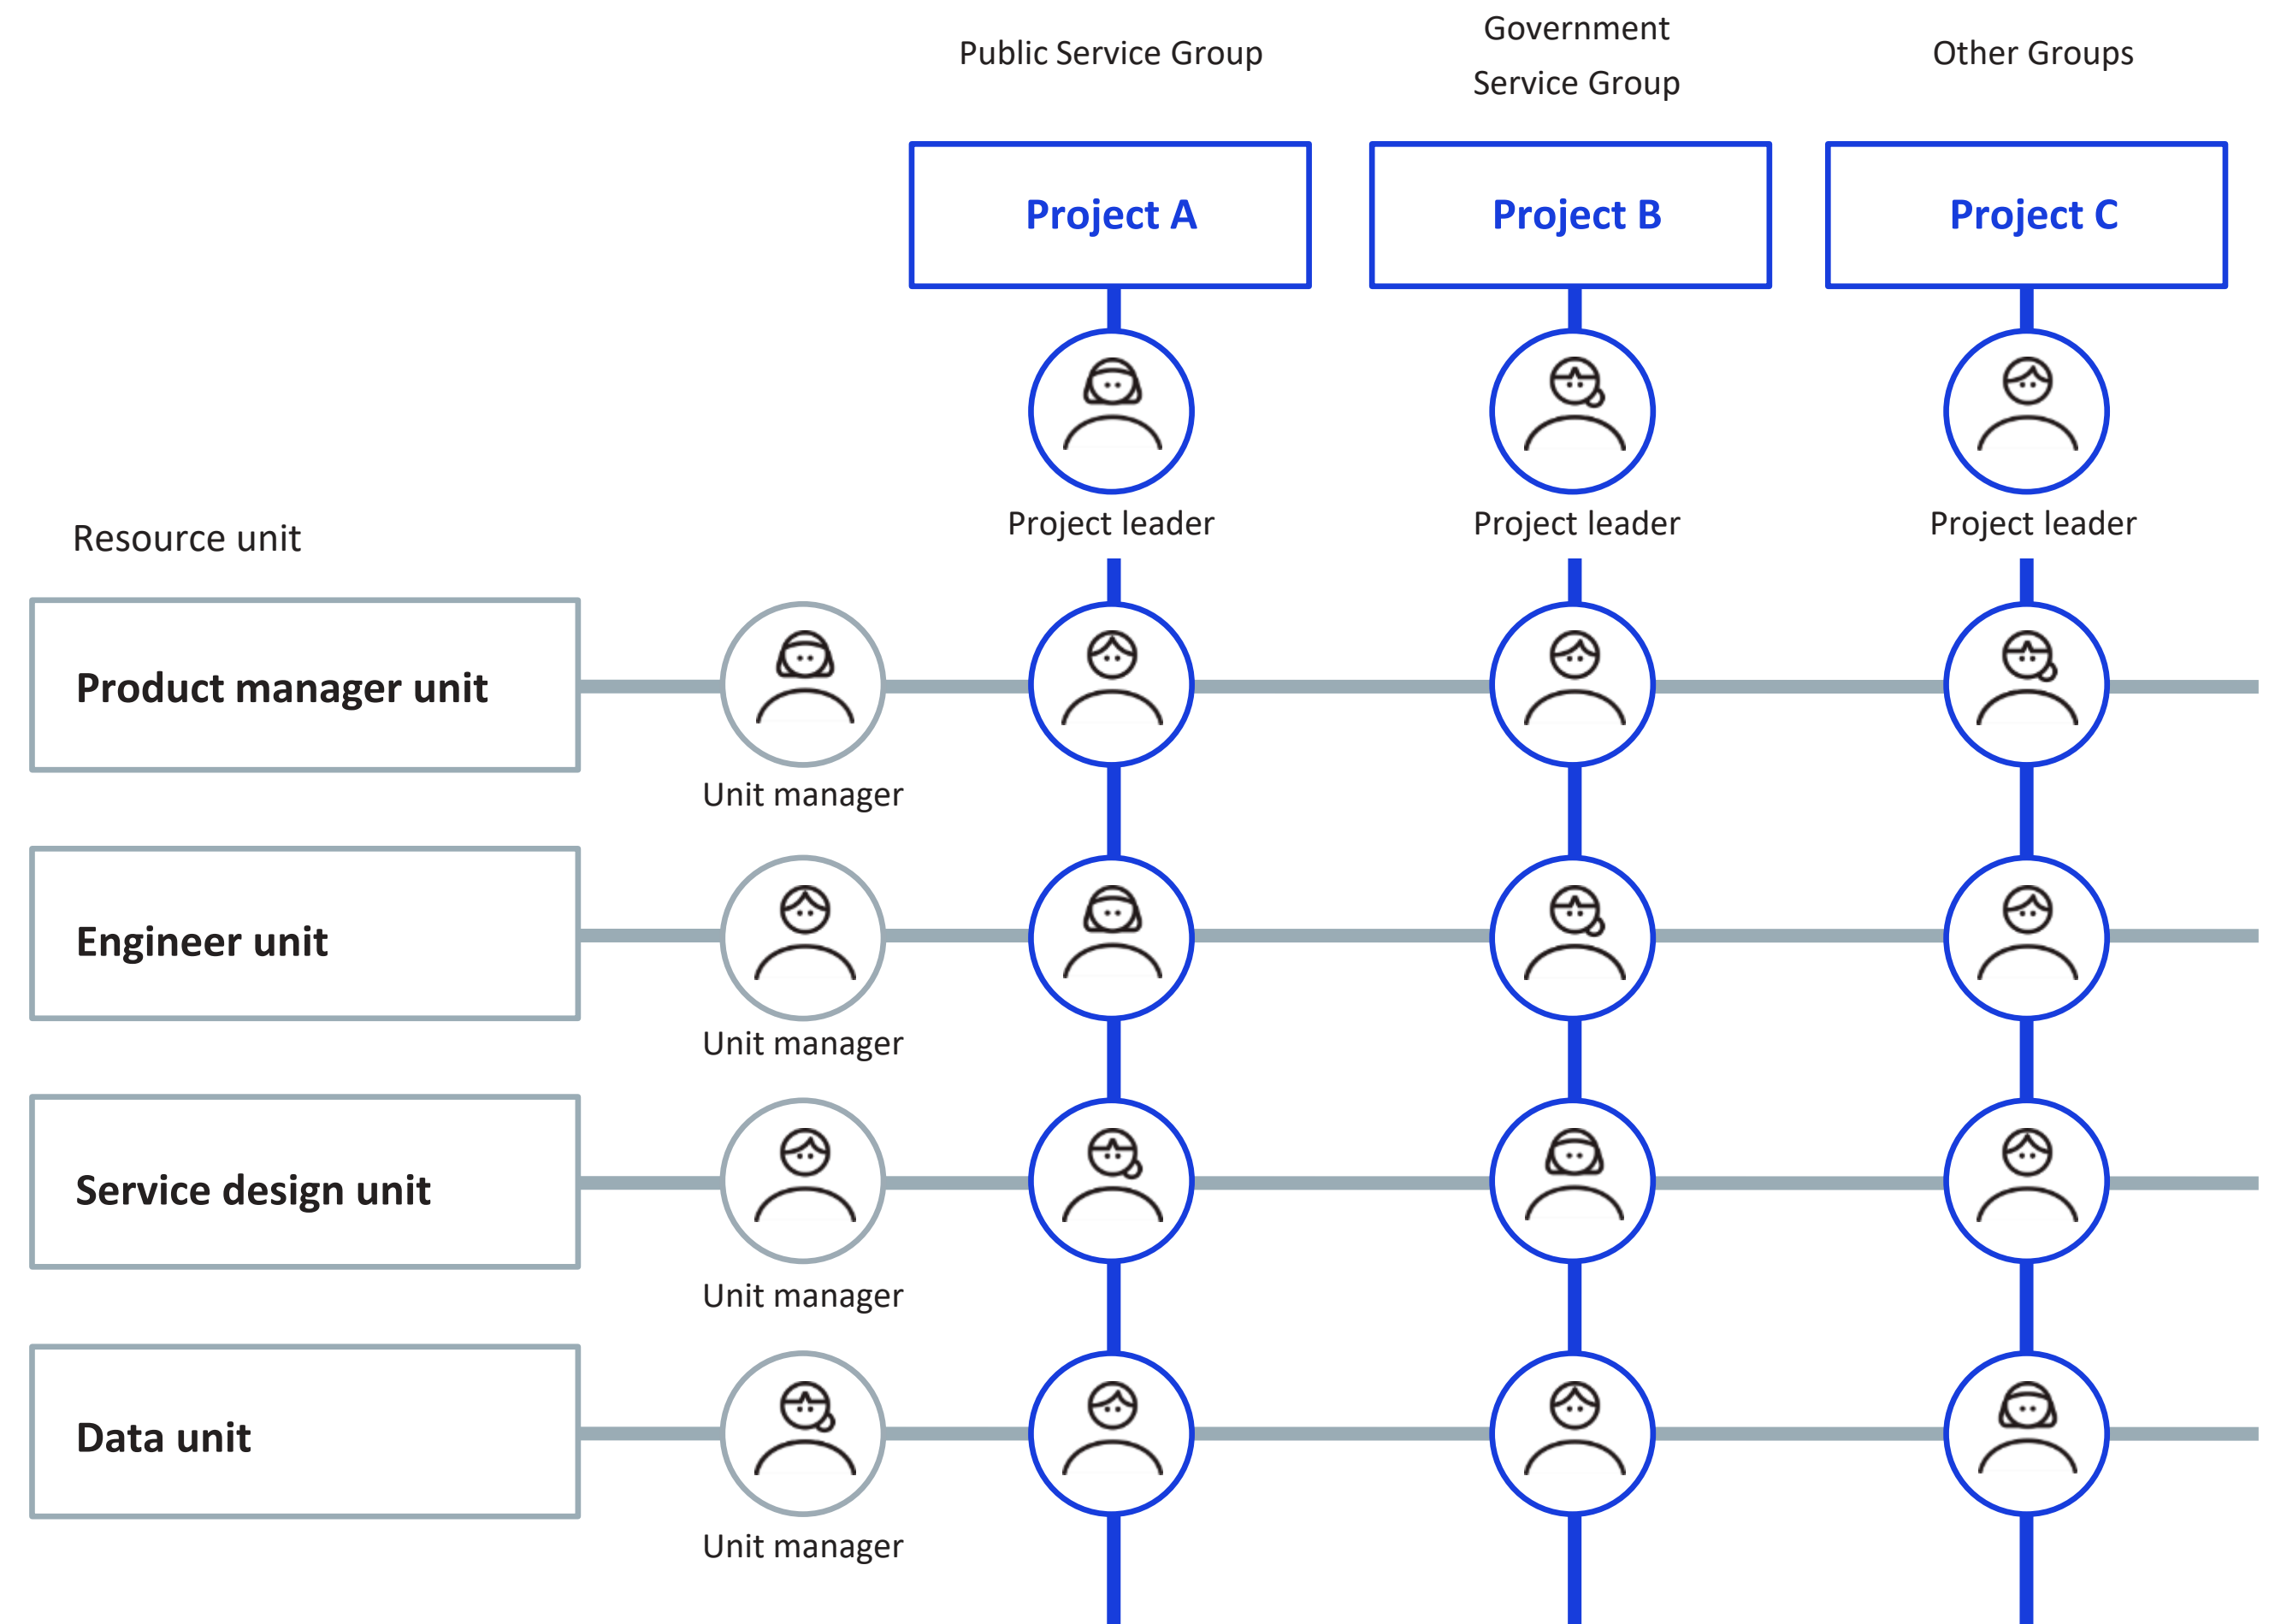 Public Service Group
Government
Service Group
Other Groups
Project A
Project B
Project C
Project leader
Project leader
Project leader
Resource unit
Product manager unit
Unit manager
Engineer unit
Unit manager
Service design unit
Unit manager
Data unit
Unit manager